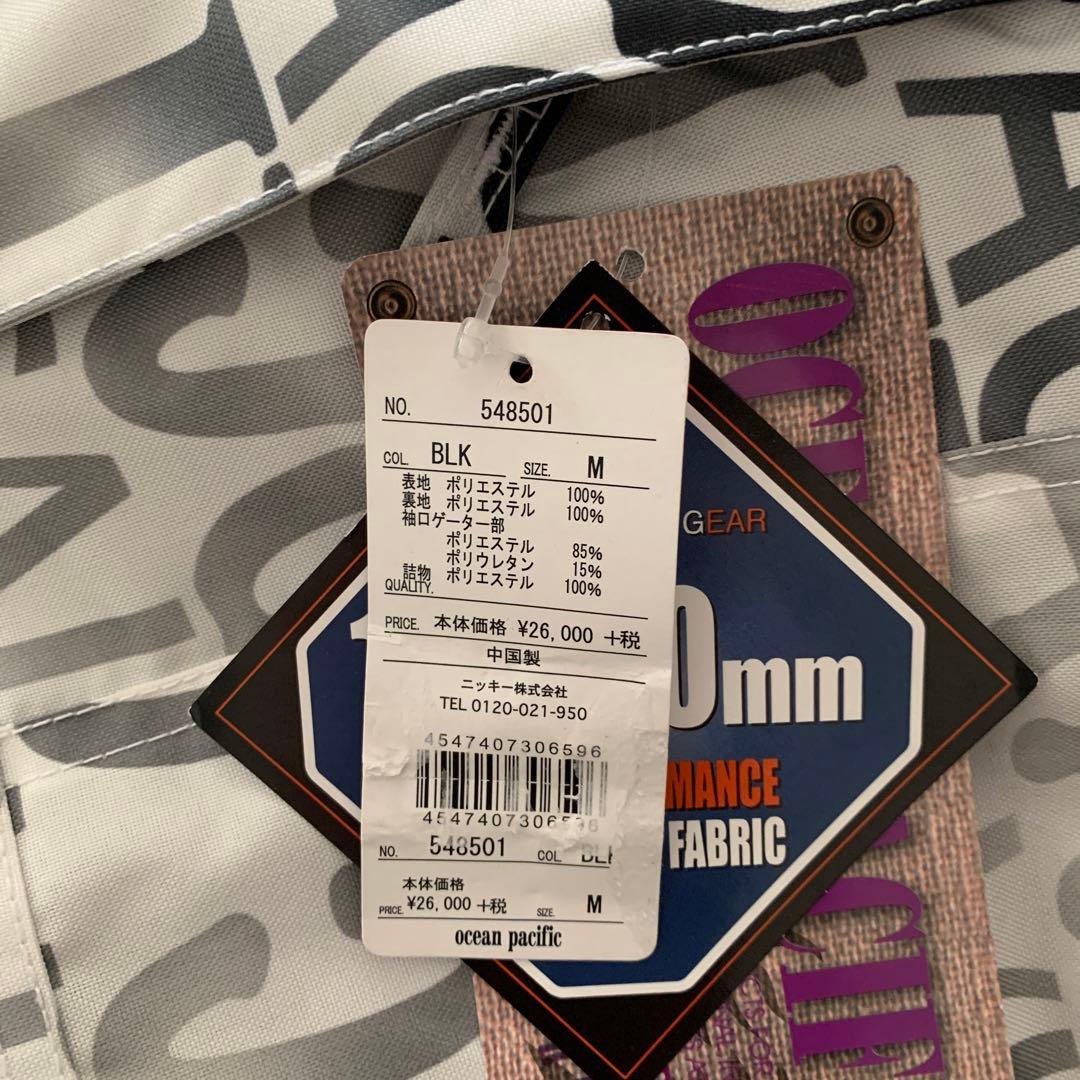 NO. 548501
COL. BLK SIZE. M
表地 ポリエステル 100%
裏地 ポリエステル 100%
袖口ゲーター部
ポリエステル 85%
ポリウレタン 15%
詰物 ポリエステル 100%
QUALITY.
PRICE. 本体価格 ¥26,000 +税
中国製
ニッキー株式会社
TEL 0120-021-950
4547407306596
4547407306596
NO. 548501 COL BLK
本体価格
PRICE. ¥26,000 +税 SIZE. M
ocean pacific
GEAR
0mm
MANCE
FABRIC